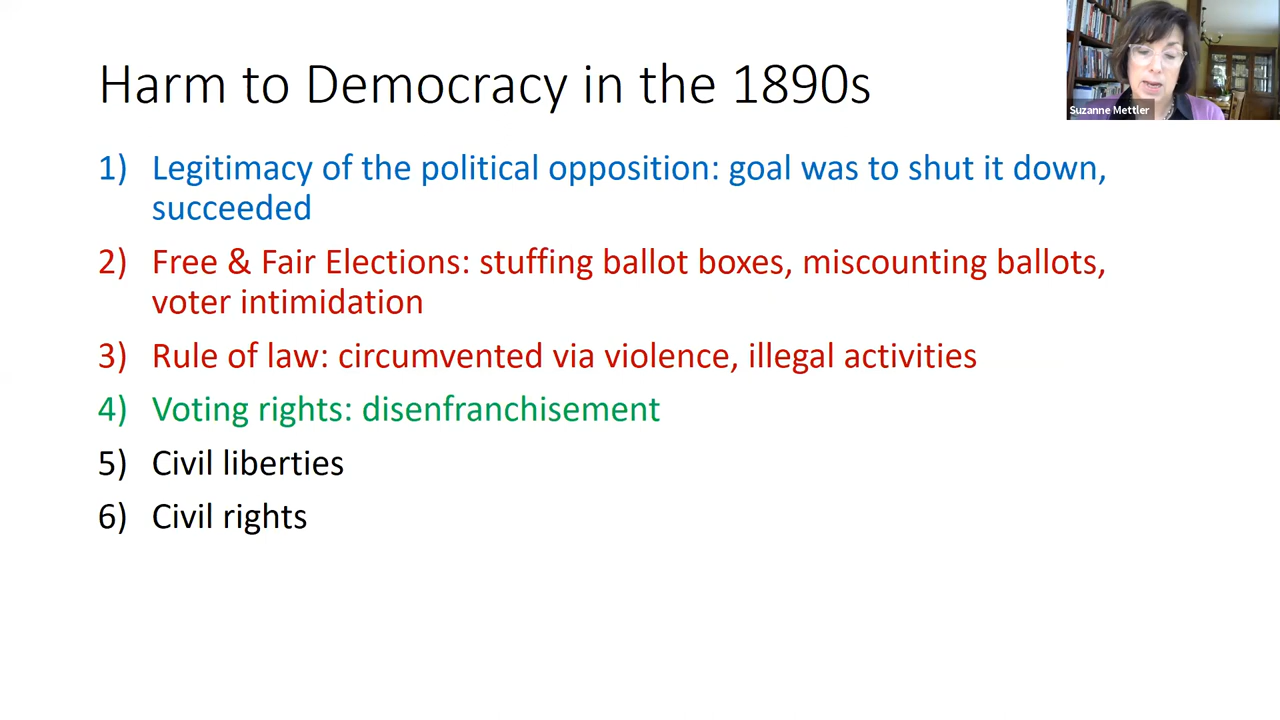 Harm to Democracy in the 1890s
Suzanne Mettler
1) Legitimacy of the political opposition: goal was to shut it down,
succeeded
2) Free & Fair Elections: stuffing ballot boxes, miscounting ballots,
voter intimidation
3) Rule of law: circumvented via violence, illegal activities
4) Voting rights: disenfranchisement
5) Civil liberties
6) Civil rights